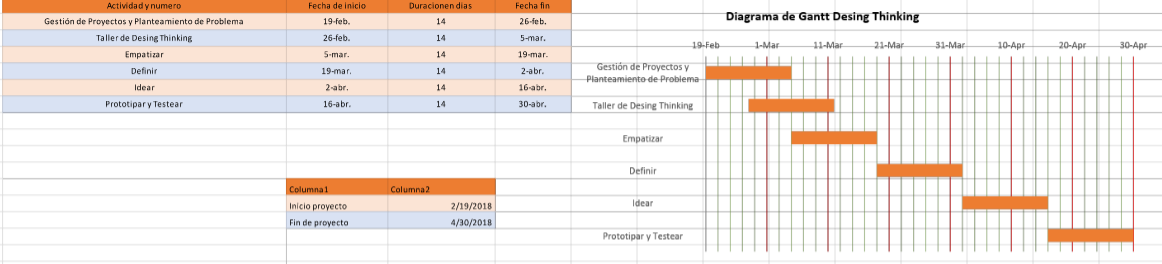 Actividad y numero Fecha de inicio Duracionen dias Fecha fin
Gestión de Proyectos y Planteamiento de Problema 19-feb. 14 26-feb.
Taller de Desing Thinking 26-feb. 14 5-mar.
Empatizar 5-mar. 14 19-mar.
Definir 19-mar. 14 2-abr.
Idear 2-abr. 14 16-abr.
Prototipar y Testear 16-abr. 14 30-abr.
Columna1 Columna2
Inicio proyecto 2/19/2018
Fin de proyecto 4/30/2018
Diagrama de Gantt Desing Thinking
19-Feb 1-Mar 11-Mar 21-Mar 31-Mar 10-Apr 20-Apr 30-Apr
Gestión de Proyectos y
Planteamiento de Problema
Taller de Desing Thinking
Empatizar
Definir
Idear
Prototipar y Testear